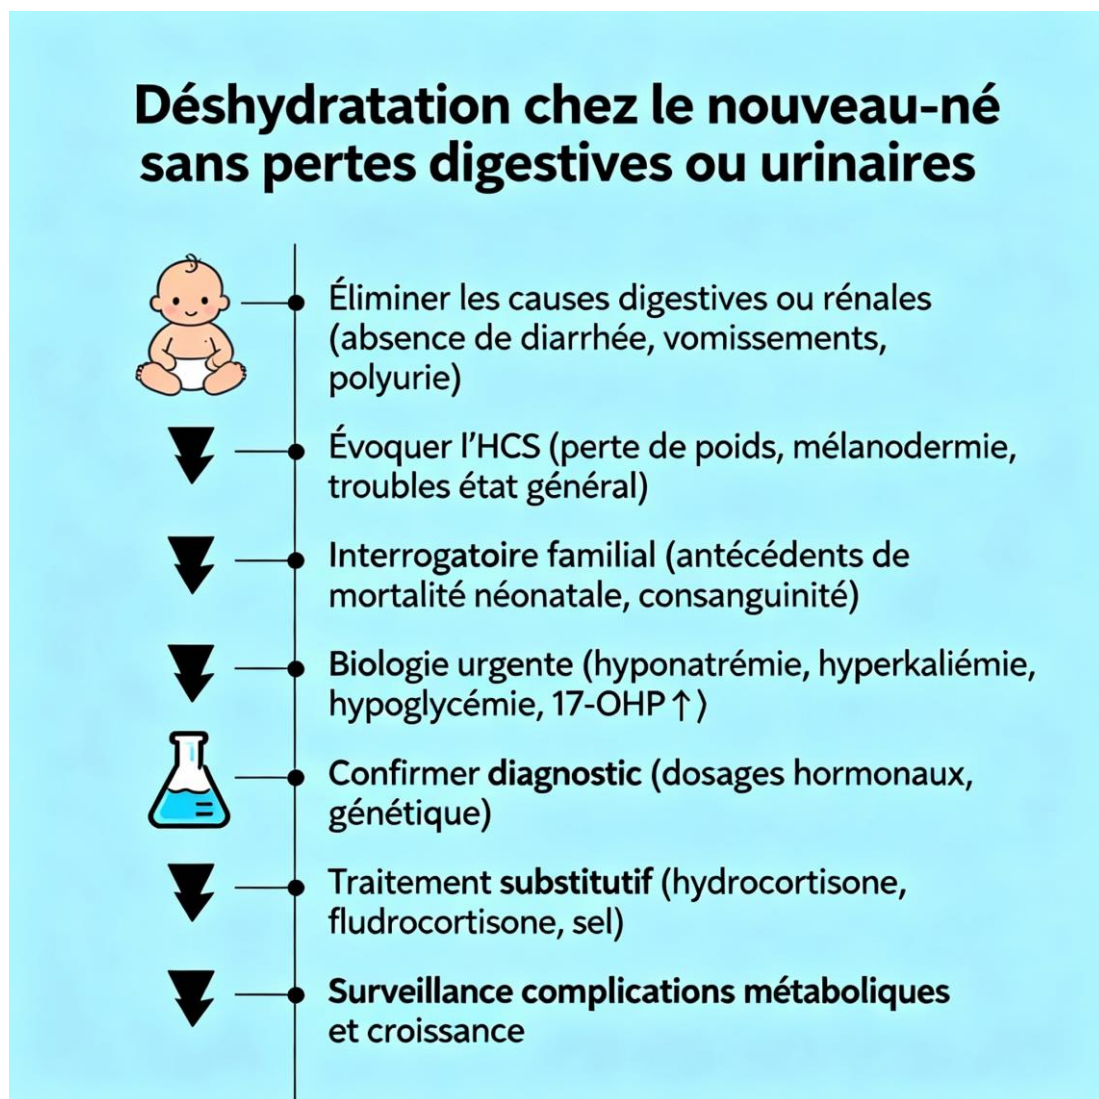 Déshydratation chez le nouveau-né
sans pertes digestives ou urinaires
Éliminer les causes digestives ou rénales
(absence de diarrhée, vomissements,
polyurie)
Évoquer l’HCS (perte de poids, mélanodermie,
troubles état général)
Interrogatoire familial (antécédents de
mortalité néonatale, consanguinité)
Biologie urgente (hyponatrémie, hyperkaliémie,
hypoglycémie, 17-OHP ↑)
Confirmer diagnostic (dosages hormonaux,
génétique)
Traitement substitutif (hydrocortisone,
fludrocortisone, sel)
Surveillance complications métaboliques
et croissance